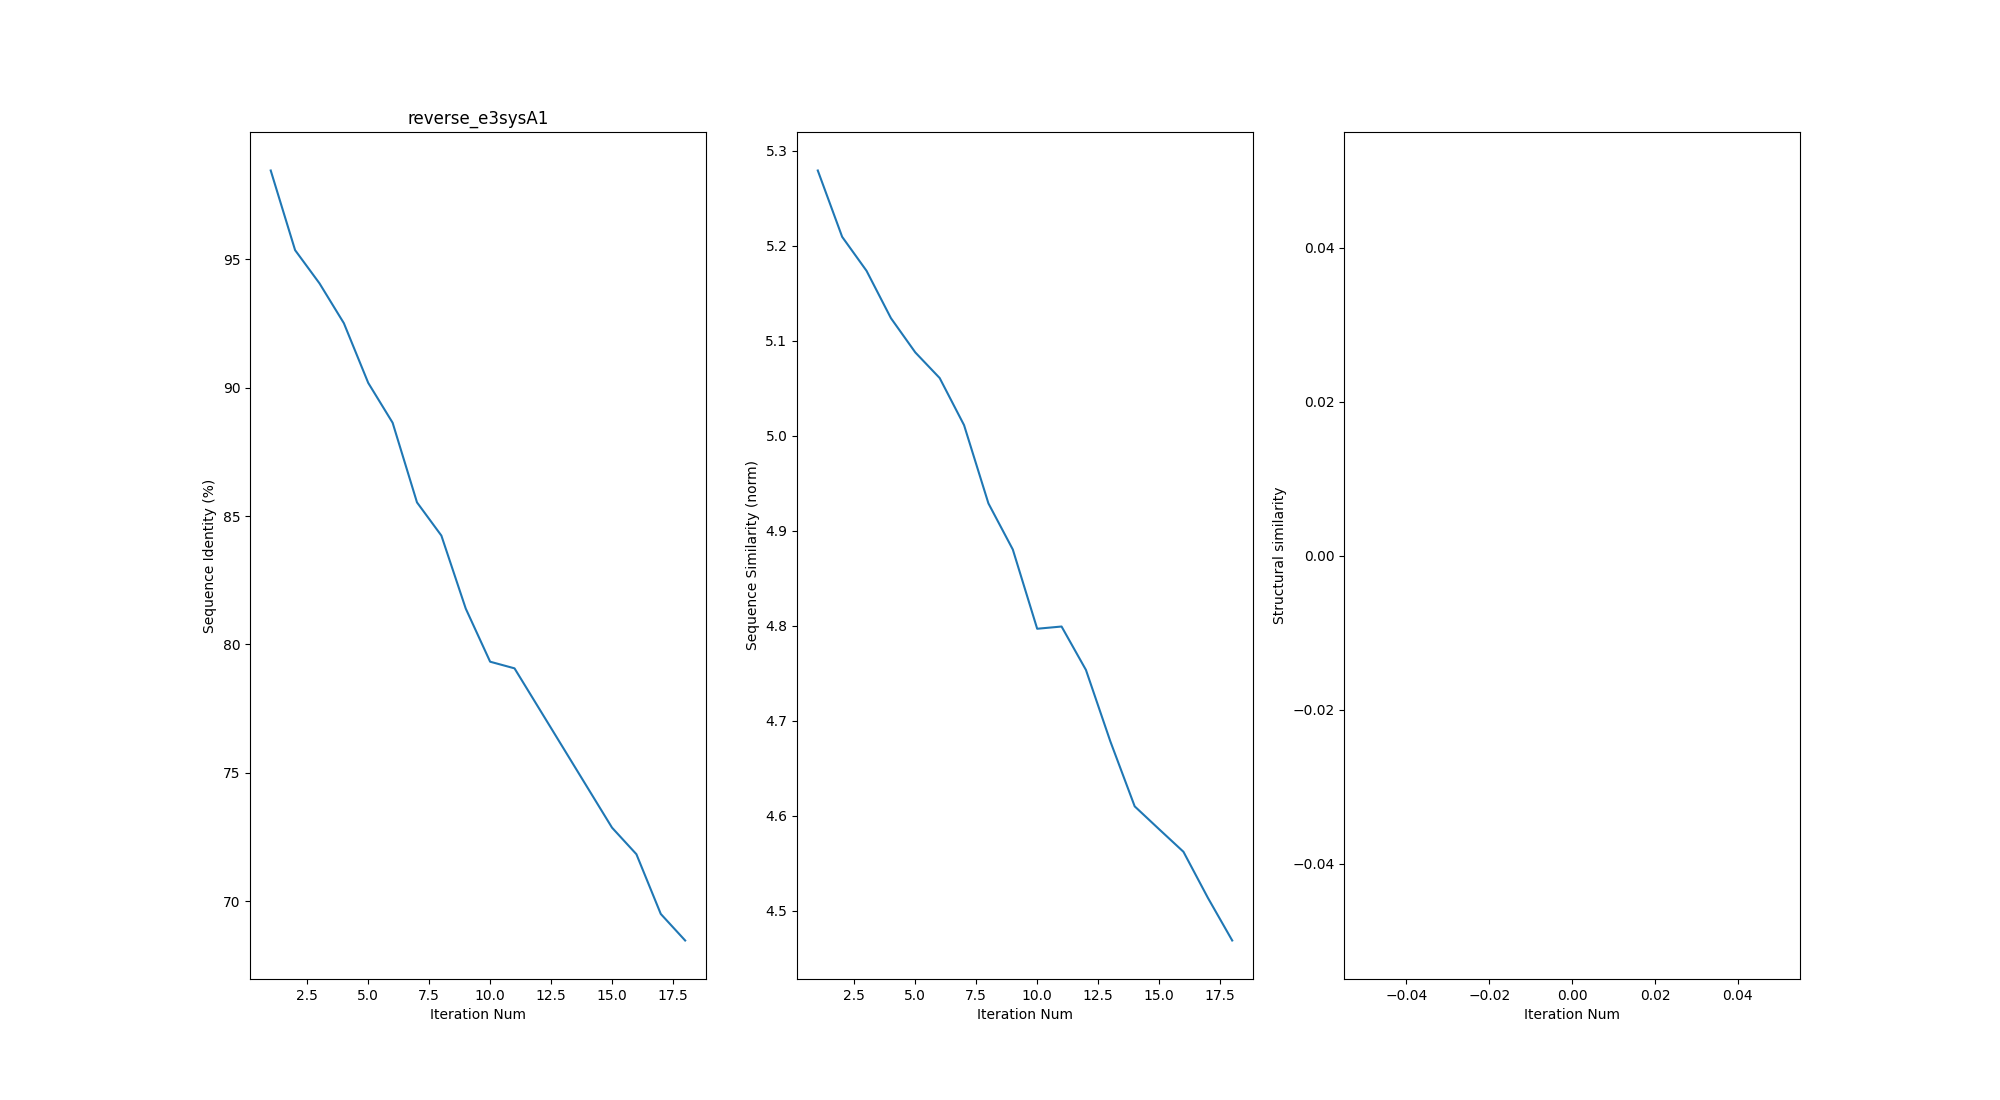 reverse_e3sysA1
Sequence Identity (%)
95
90
85
80
75
70
2.5 5.0 7.5 10.0 12.5 15.0 17.5
Iteration Num
Sequence Similarity (norm)
5.3
5.2
5.1
5.0
4.9
4.8
4.7
4.6
4.5
2.5 5.0 7.5 10.0 12.5 15.0 17.5
Iteration Num
Structural similarity
0.04
0.02
0.00
−0.02
−0.04
−0.04 −0.02 0.00 0.02 0.04
Iteration Num